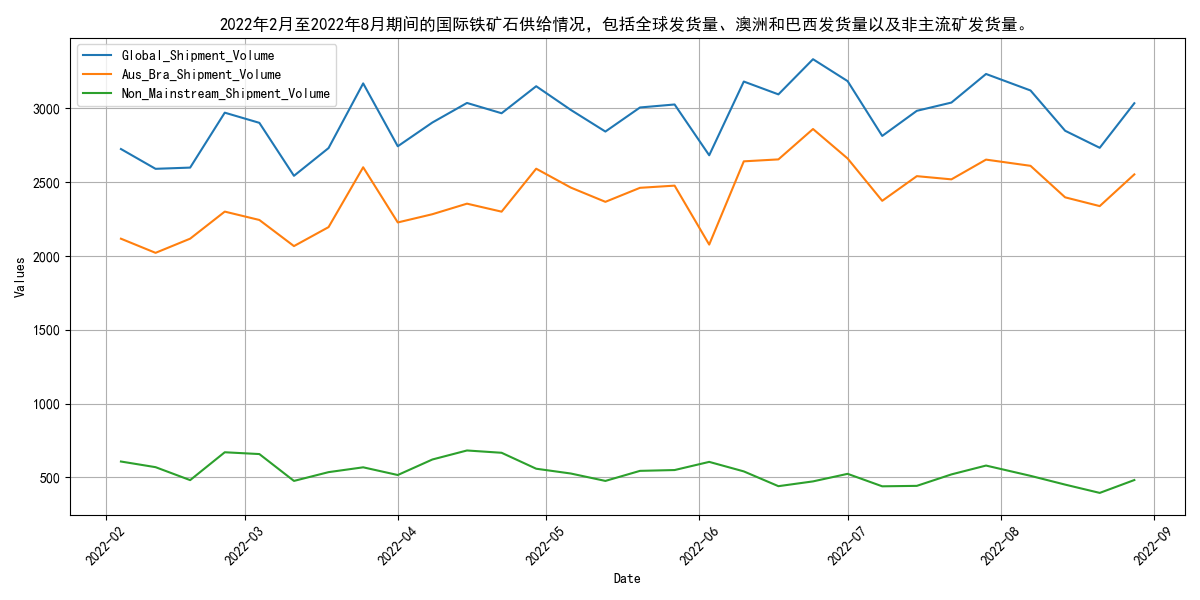 2022年2月至2022年8月期间的国际铁矿石供给情况，包括全球发货量、澳洲和巴西发货量以及非主流矿发货量。
Global_Shipment_Volume
Aus_Bra_Shipment_Volume
Non_Mainstream_Shipment_Volume
Values
3000
2500
2000
1500
1000
500
2022-02
2022-03
2022-04
2022-05
2022-06
2022-07
2022-08
2022-09
Date